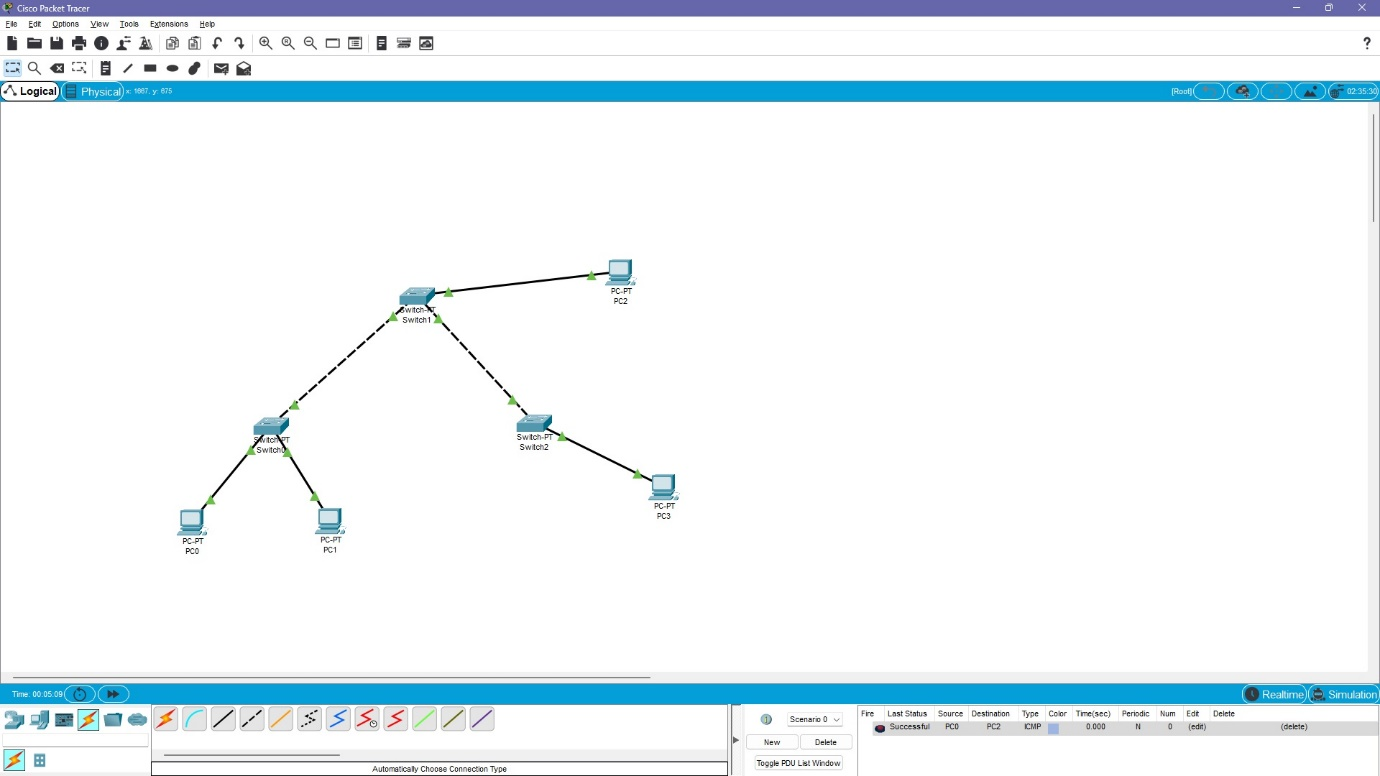 Cisco Packet Tracer
File Edit Options View Tools Extensions Help
?
Logical Physical x: 1667, y: 675 [Root] 02:35:30
PC-PT
PC2
Switch-PT
Switch1
Switch-PT
Switch0
Switch-PT
Switch2
PC-PT
PC3
PC-PT
PC0
PC-PT
PC1
Time: 00:05:09 Realtime Simulation
Scenario 0
New Delete
Toggle PDU List Window
Fire Last Status Source Destination Type Color Time(sec) Periodic Num Edit Delete
Successful PC0 PC2 ICMP 0.000 N 0 (edit) (delete)
Automatically Choose Connection Type